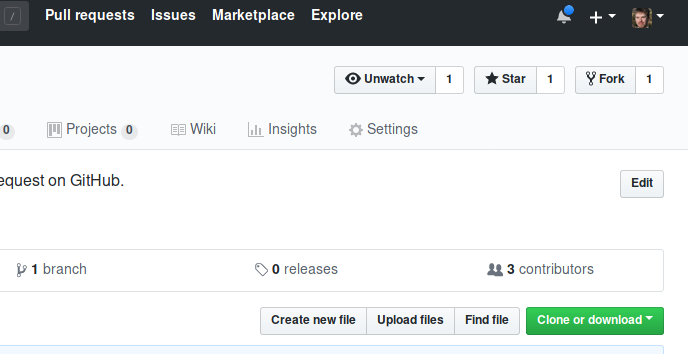 / Pull requests Issues Marketplace Explore
Unwatch 1 Star 1 Fork 1
0 Projects 0 Wiki Insights Settings
equest on GitHub. Edit
1 branch 0 releases 3 contributors
Create new file Upload files Find file Clone or download